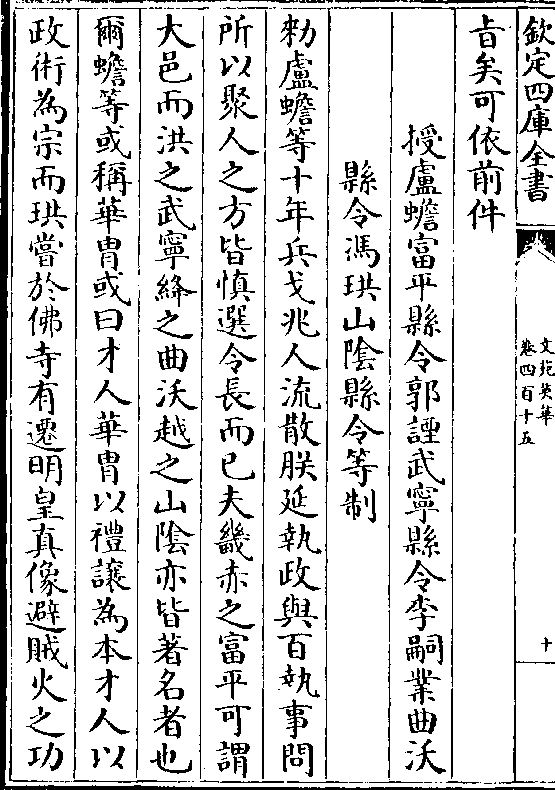 欽定四庫全書
文苑英華
卷四百十五
十
旨矣可依前件
授盧蟾富平縣令郭諲武寧縣令李嗣業曲沃
縣令馮珙山陰縣令等制
勑盧蟾等十年兵戈兆人流散朕延執政與百執事問
所以聚人之方皆慎選令長而已夫畿赤之富平可謂
大邑而洪之武寧絳之曲沃越之山陰亦皆著名者也
爾蟾等或稱華胄或曰才人華胄以禮讓為本才人以
政術為宗而珙嘗於佛寺有遷明皇真像避賊火之功